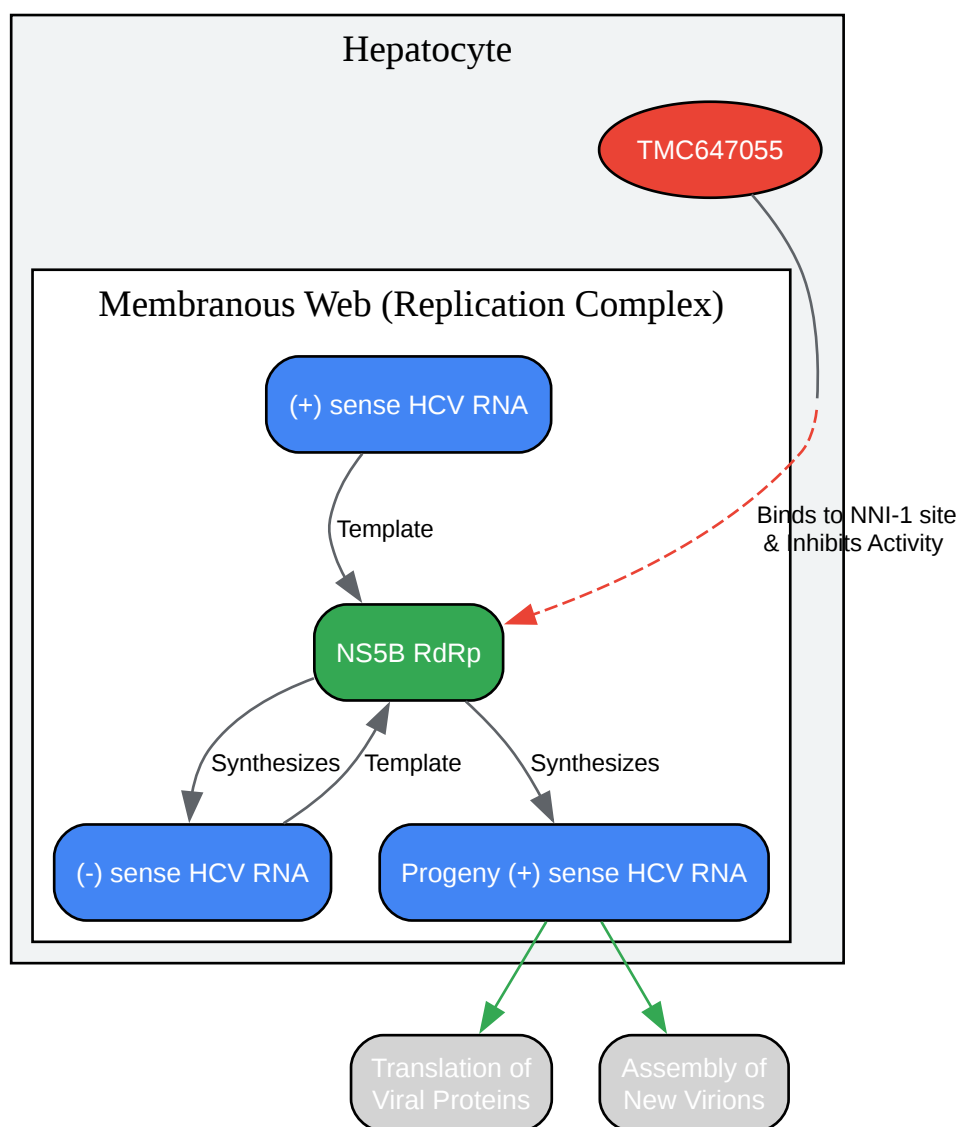 Hepatocyte
TMC647055
Membranous Web (Replication Complex)
(+) sense HCV RNA
Template
Binds to NNI-1 site
& Inhibits Activity
NS5B RdRp
Synthesizes
Template
Synthesizes
(-) sense HCV RNA
Progeny (+) sense HCV RNA
Translation of
Viral Proteins
Assembly of
New Virions